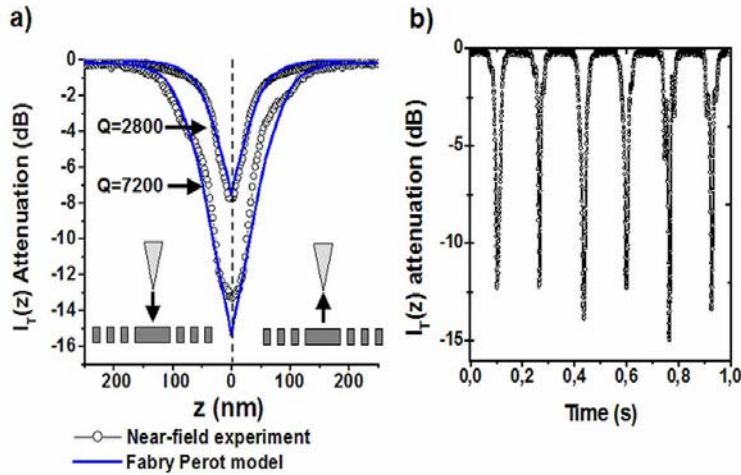 a)
I_T(z) Attenuation (dB)
0
-2
-4
-6
-8
-10
-12
-14
-16
Q=2800
Q=7200
200 100 0 100 200
z (nm)
Near-field experiment
Fabry Perot model
b)
I_T(z) attenuation (dB)
0
-5
-10
-15
0,0 0,2 0,4 0,6 0,8 1,0
Time (s)